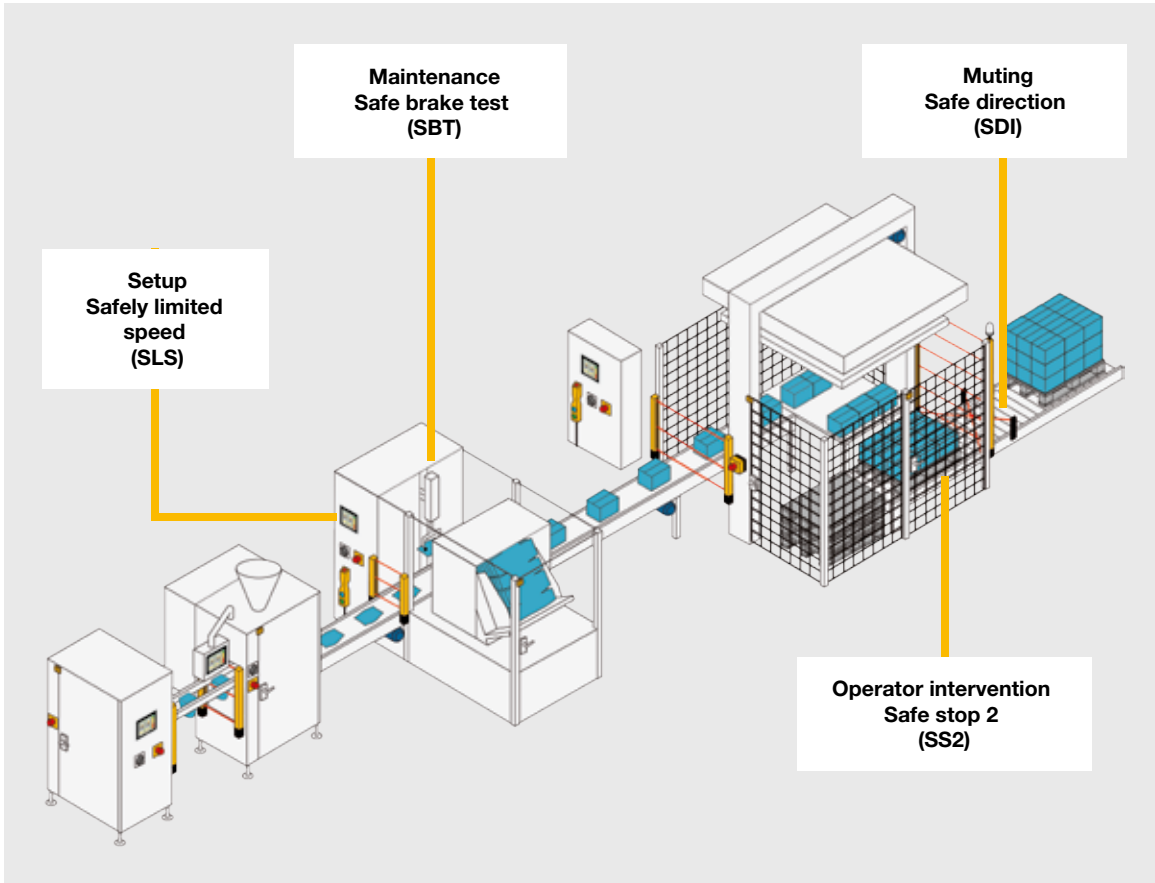 Maintenance
Safe brake test
(SBT)
Muting
Safe direction
(SDI)
Setup
Safely limited
speed
(SLS)
Operator intervention
Safe stop 2
(SS2)